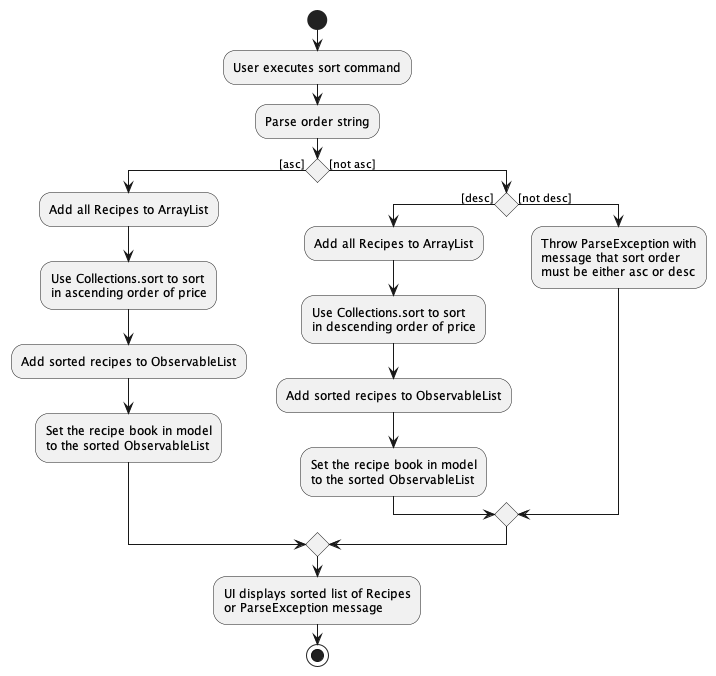 User executes sort command
Parse order string
[asc]
[not asc]
Add all Recipes to ArrayList
Use Collections.sort to sort
in ascending order of price
Add sorted recipes to ObservableList
Set the recipe book in model
to the sorted ObservableList
[desc]
[not desc]
Add all Recipes to ArrayList
Use Collections.sort to sort
in descending order of price
Add sorted recipes to ObservableList
Set the recipe book in model
to the sorted ObservableList
Throw ParseException with
message that sort order
must be either asc or desc
UI displays sorted list of Recipes
or ParseException message